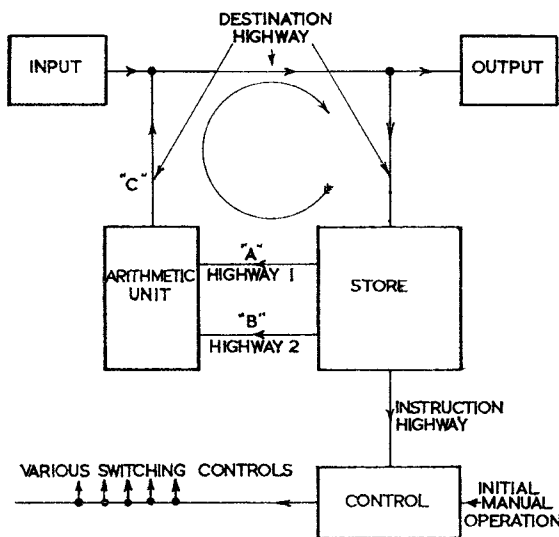 DESTINATION
HIGHWAY
INPUT
OUTPUT
"C"
ARITHMETIC
UNIT
"A"
HIGHWAY 1
"B"
HIGHWAY 2
STORE
INSTRUCTION
HIGHWAY
VARIOUS SWITCHING CONTROLS
CONTROL
INITIAL
MANUAL
OPERATION